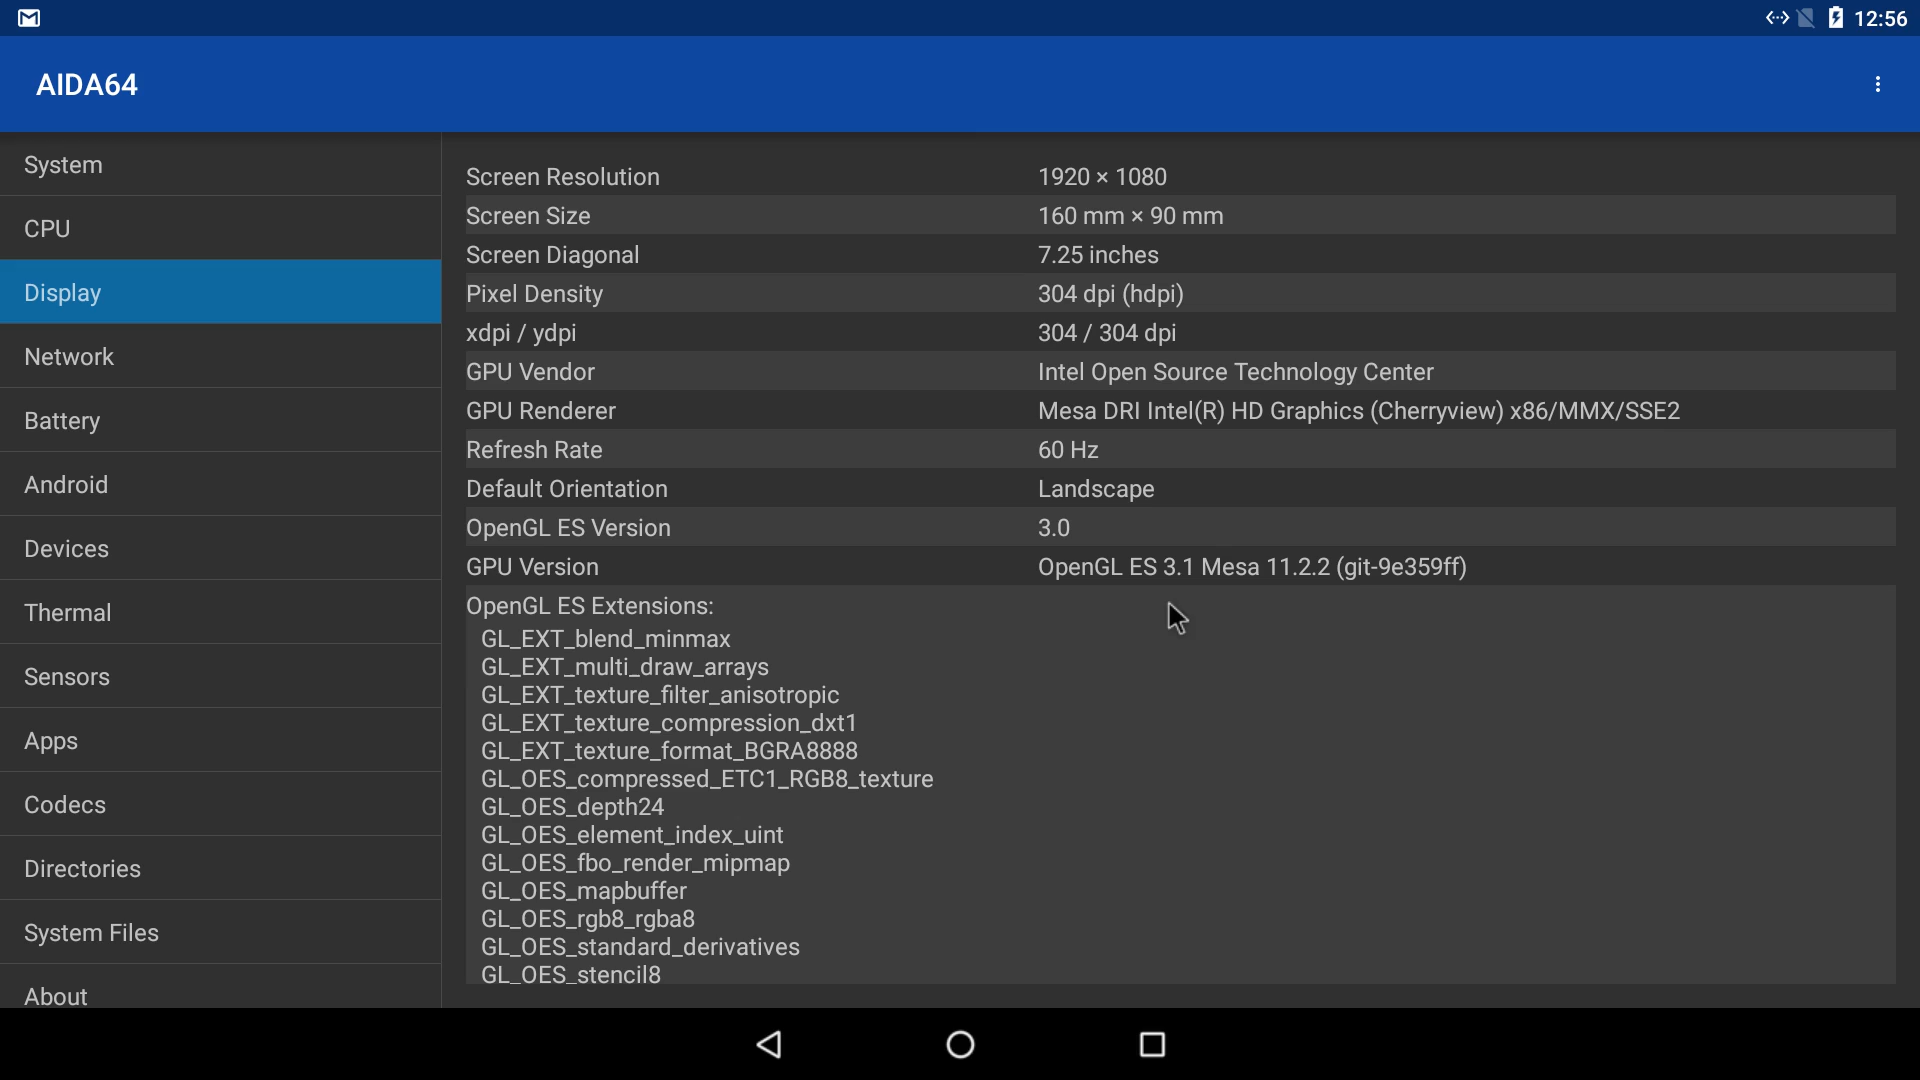 12:56
AIDA64
System
CPU
Display
Network
Battery
Android
Devices
Thermal
Sensors
Apps
Codecs
Directories
System Files
About
Screen Resolution 1920 × 1080
Screen Size 160 mm × 90 mm
Screen Diagonal 7.25 inches
Pixel Density 304 dpi (hdpi)
xdpi / ydpi 304 / 304 dpi
GPU Vendor Intel Open Source Technology Center
GPU Renderer Mesa DRI Intel(R) HD Graphics (Cherryview) x86/MMX/SSE2
Refresh Rate 60 Hz
Default Orientation Landscape
OpenGL ES Version 3.0
GPU Version OpenGL ES 3.1 Mesa 11.2.2 (git-9e359ff)
OpenGL ES Extensions:
GL_EXT_blend_minmax
GL_EXT_multi_draw_arrays
GL_EXT_texture_filter_anisotropic
GL_EXT_texture_compression_dxt1
GL_EXT_texture_format_BGRA8888
GL_OES_compressed_ETC1_RGB8_texture
GL_OES_depth24
GL_OES_element_index_uint
GL_OES_fbo_render_mipmap
GL_OES_mapbuffer
GL_OES_rgb8_rgba8
GL_OES_standard_derivatives
GL_OES_stencil8